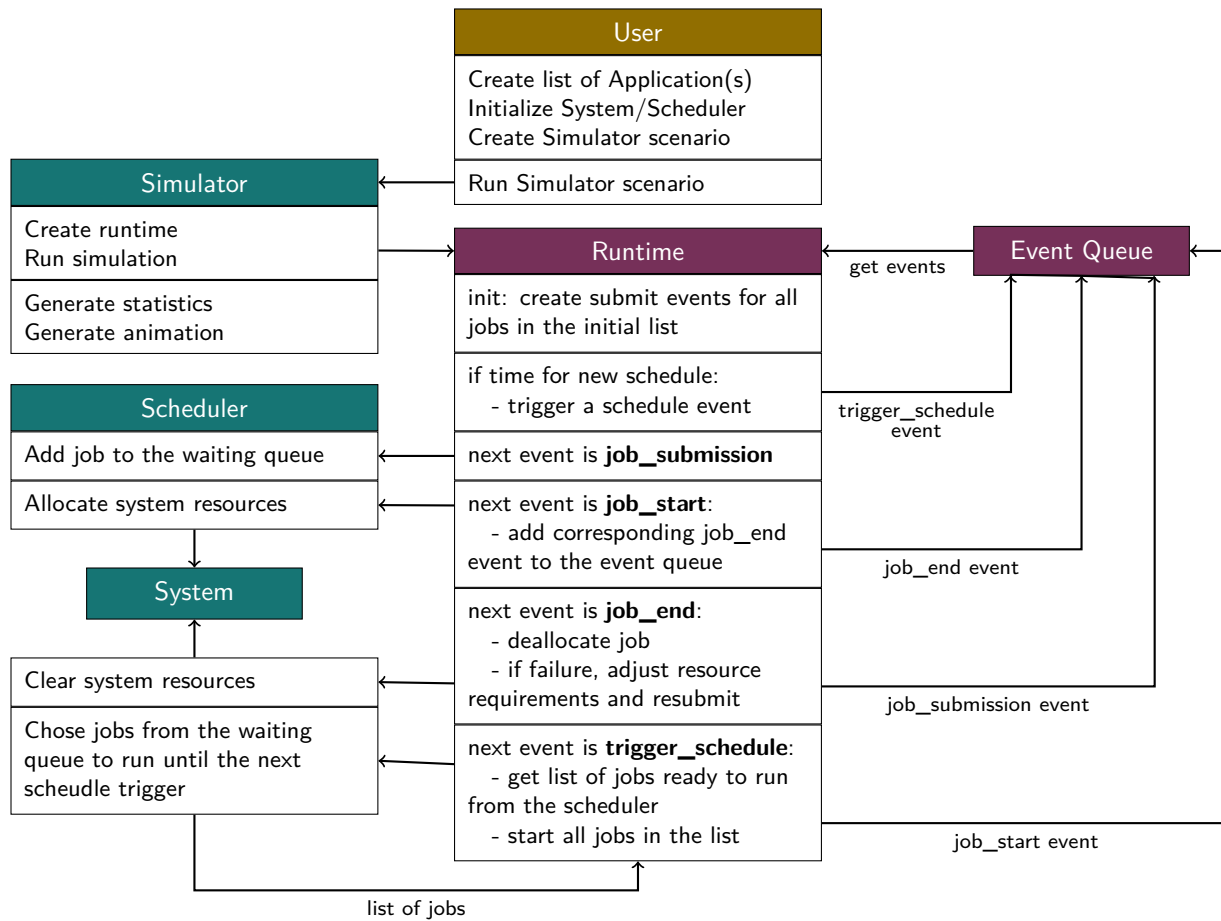 User
Create list of Application(s)
Initialize System/Scheduler
Create Simulator scenario
Run Simulator scenario
Simulator
Create runtime
Run simulation
Generate statistics
Generate animation
Runtime
init: create submit events for all
jobs in the initial list
if time for new schedule:
- trigger a schedule event
next event is job_submission
next event is job_start:
- add corresponding job_end
event to the event queue
next event is job_end:
- deallocate job
- if failure, adjust resource
requirements and resubmit
next event is trigger_schedule:
- get list of jobs ready to run
from the scheduler
- start all jobs in the list
Event Queue
get events
trigger_schedule
event
job_end event
job_submission event
job_start event
Scheduler
Add job to the waiting queue
Allocate system resources
System
Clear system resources
Chose jobs from the waiting
queue to run until the next
scheudle trigger
list of jobs